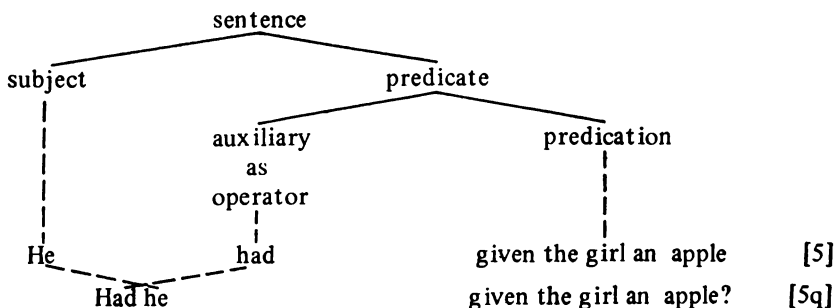 sentence
subject predicate
auxiliary predication
as
operator
He had given the girl an apple [5]
Had he given the girl an apple? [5q]